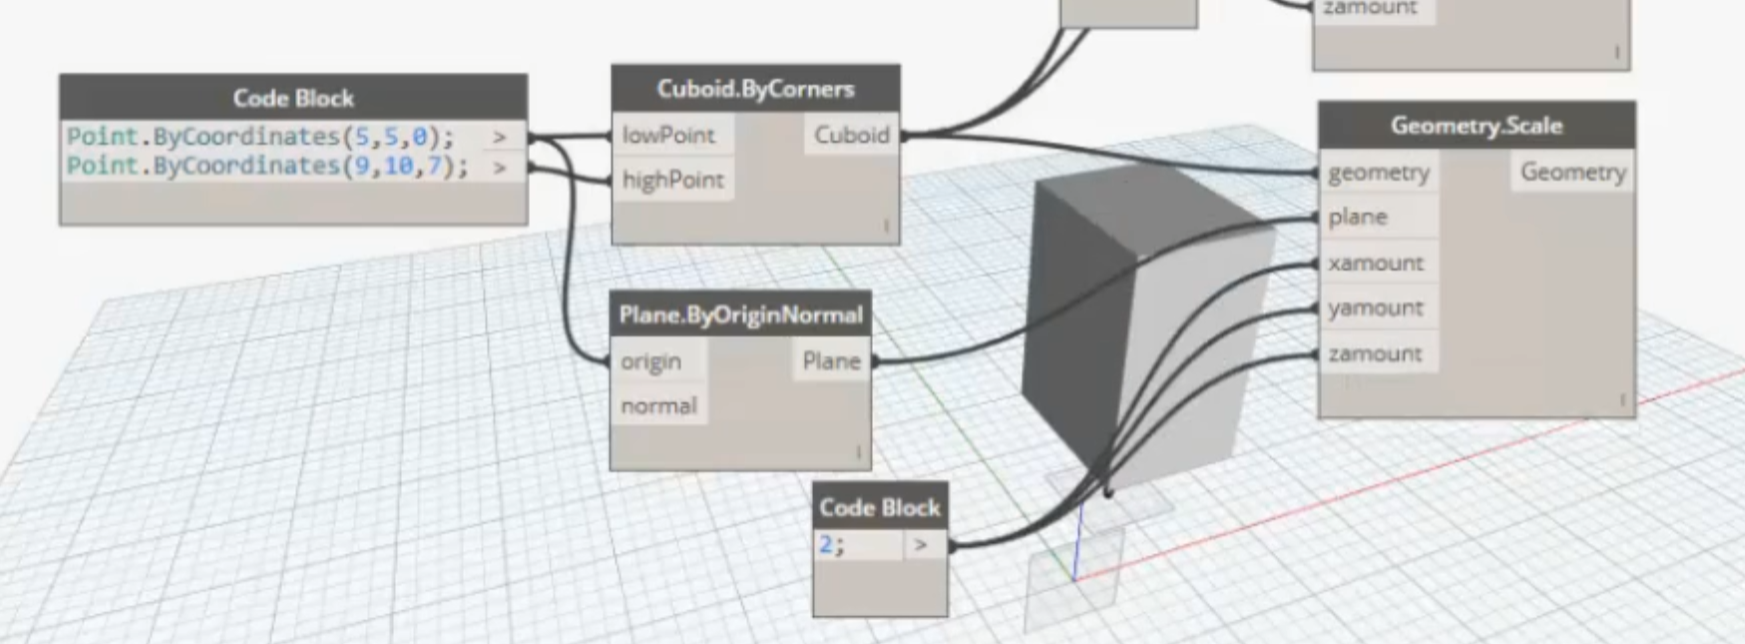 zamount
Code Block
Point.ByCoordinates(5,5,0); >
Point.ByCoordinates(9,10,7); >
Cuboid.ByCorners
lowPoint Cuboid
highPoint
Geometry.Scale
geometry Geometry
plane
xamount
yamount
zamount
Plane.ByOriginNormal
origin Plane
normal
Code Block
2; >